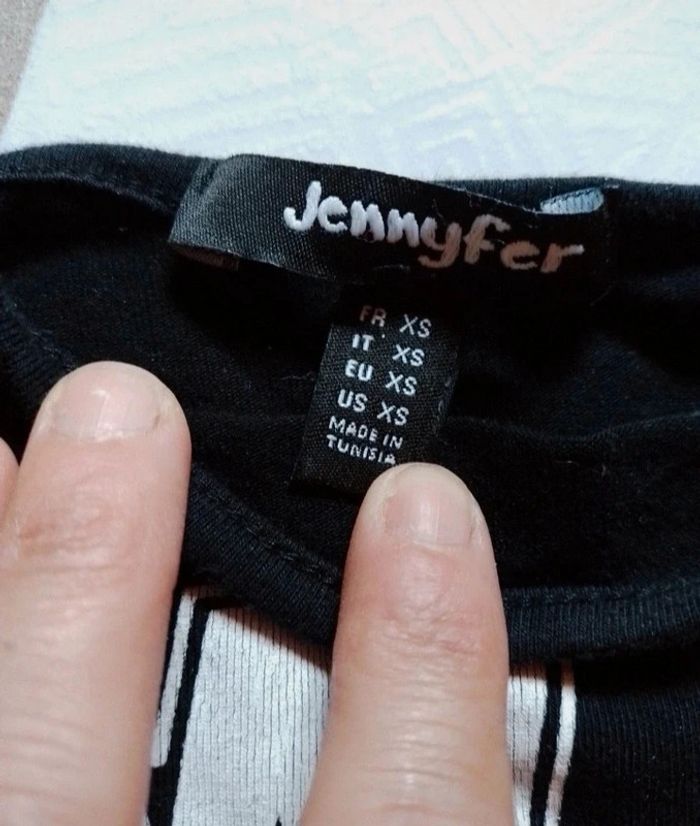 Jennyfer
FR XS
IT XS
EU XS
US XS
MADE IN
TUNISIA